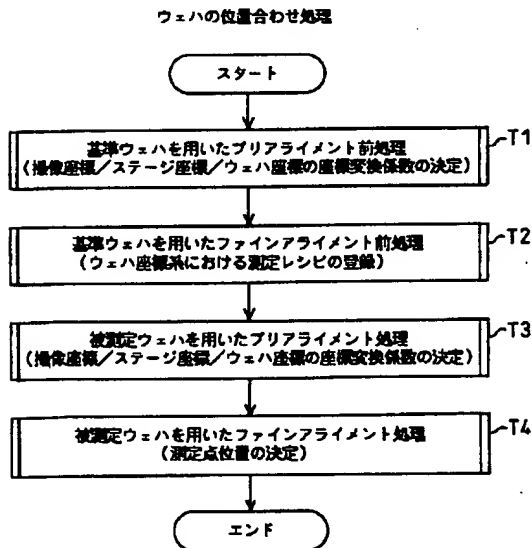 ウェハの位置合わせ処理
スタート
基準ウェハを用いたプリアライメント前処理
(撮像座標/ステージ座標/ウェハ座標の座標変換係数の決定)
T1
基準ウェハを用いたファインアライメント前処理
(ウェハ座標系における測定レシピの登録)
T2
被測定ウェハを用いたプリアライメント処理
(撮像座標/ステージ座標/ウェハ座標の座標変換係数の決定)
T3
被測定ウェハを用いたファインアライメント処理
(測定点位置の決定)
T4
エンド